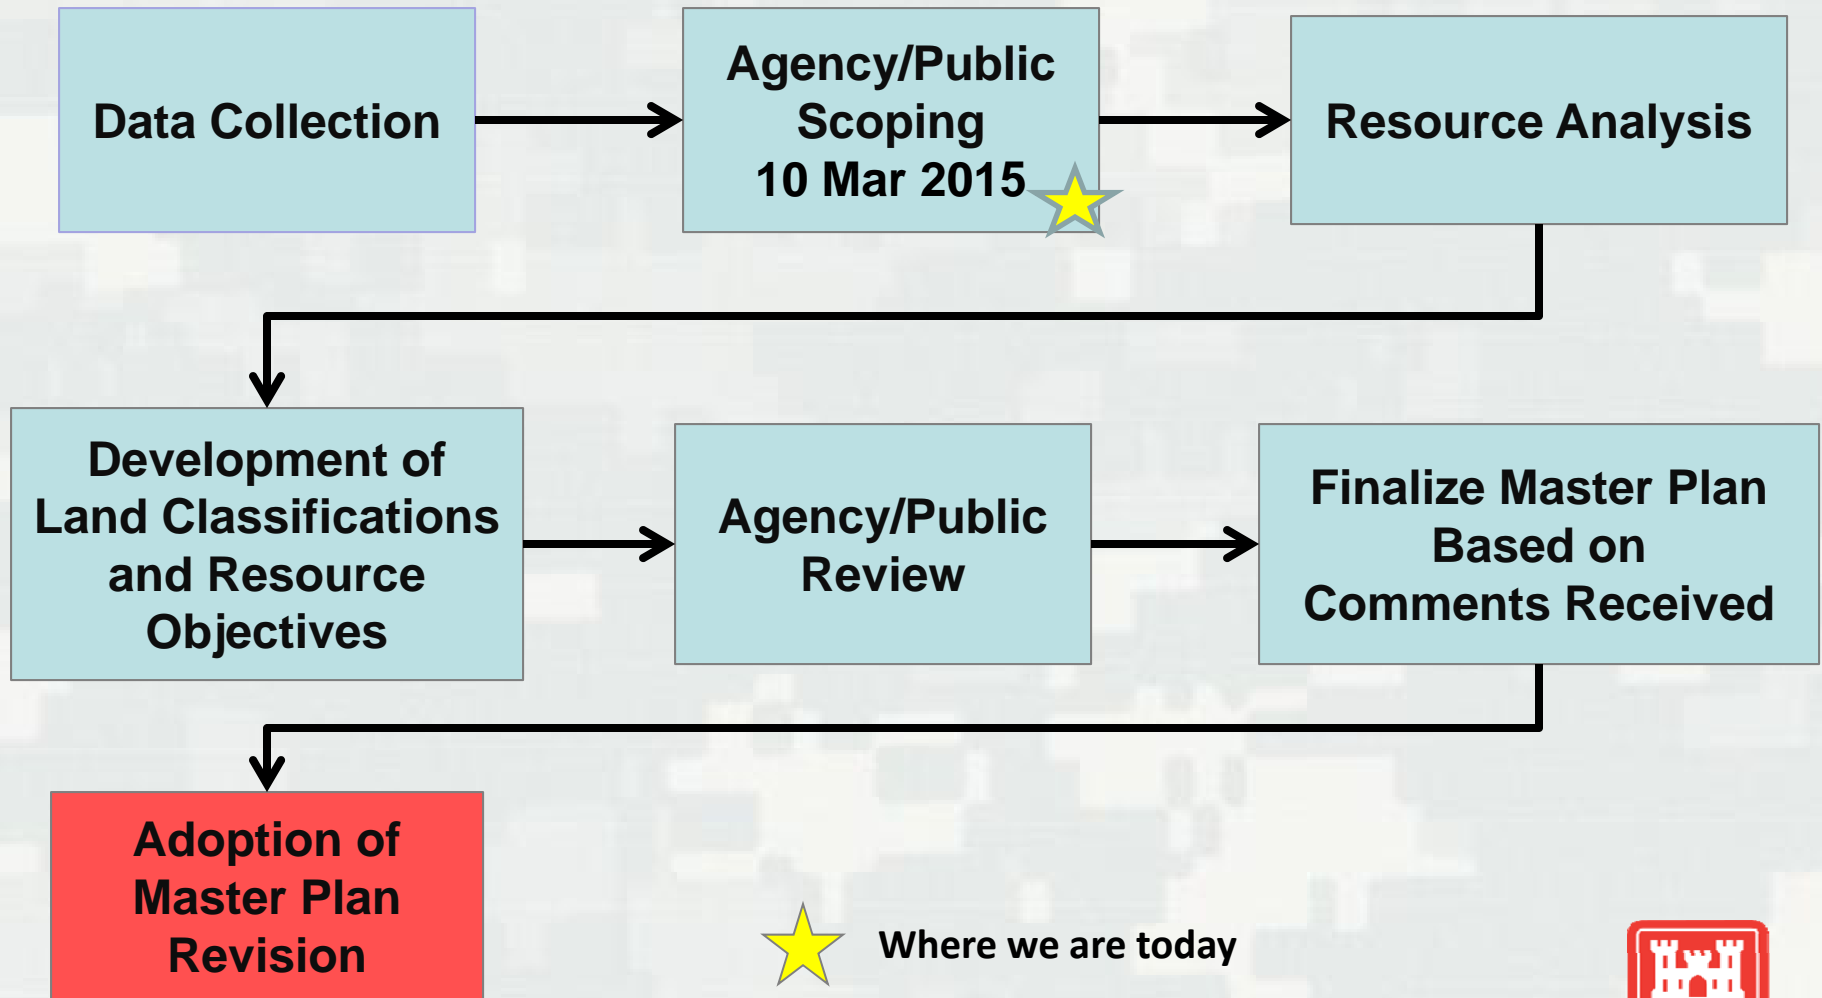 Data Collection
Agency/Public
Scoping
10 Mar 2015
Resource Analysis
Development of
Land Classifications
and Resource
Objectives
Agency/Public
Review
Finalize Master Plan
Based on
Comments Received
Adoption of
Master Plan
Revision
Where we are today